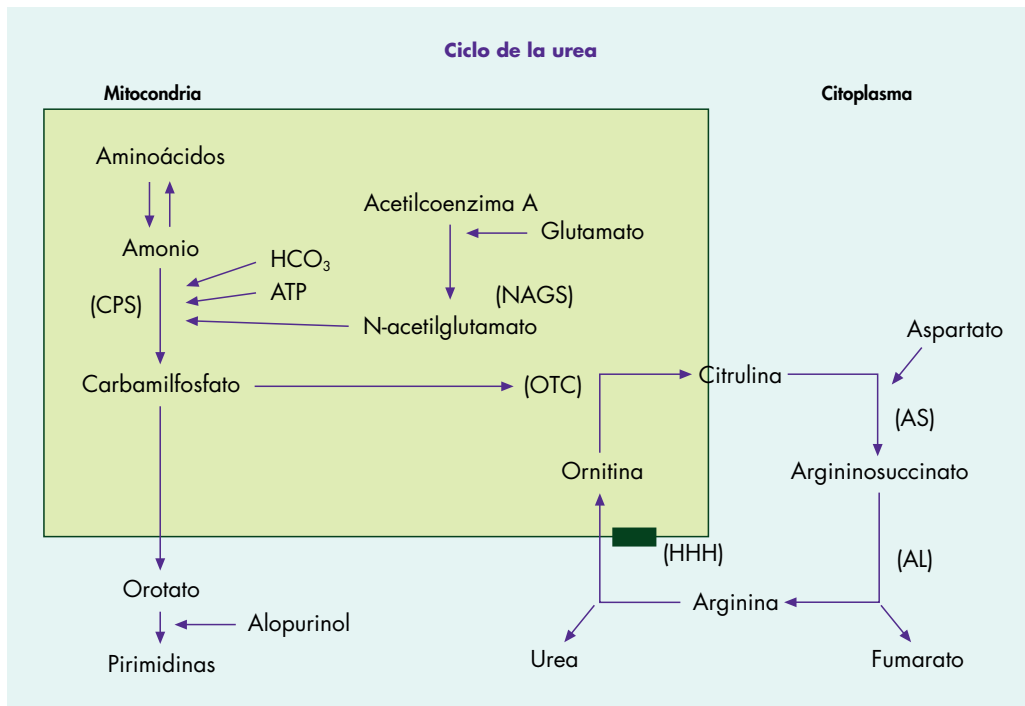 Ciclo de la urea
Mitocondria
Citoplasma
Aminoácidos
Acetilcoenzima A
Glutamato
Amonio
HCO₃
ATP
(CPS)
(NAGS)
N-acetilglutamato
Aspartato
Carbamilfosfato
(OTC)
Citrulina
(AS)
Ornitina
Argininosuccinato
(HHH)
(AL)
Orotato
Arginina
Alopurinol
Pirimidinas
Urea
Fumarato